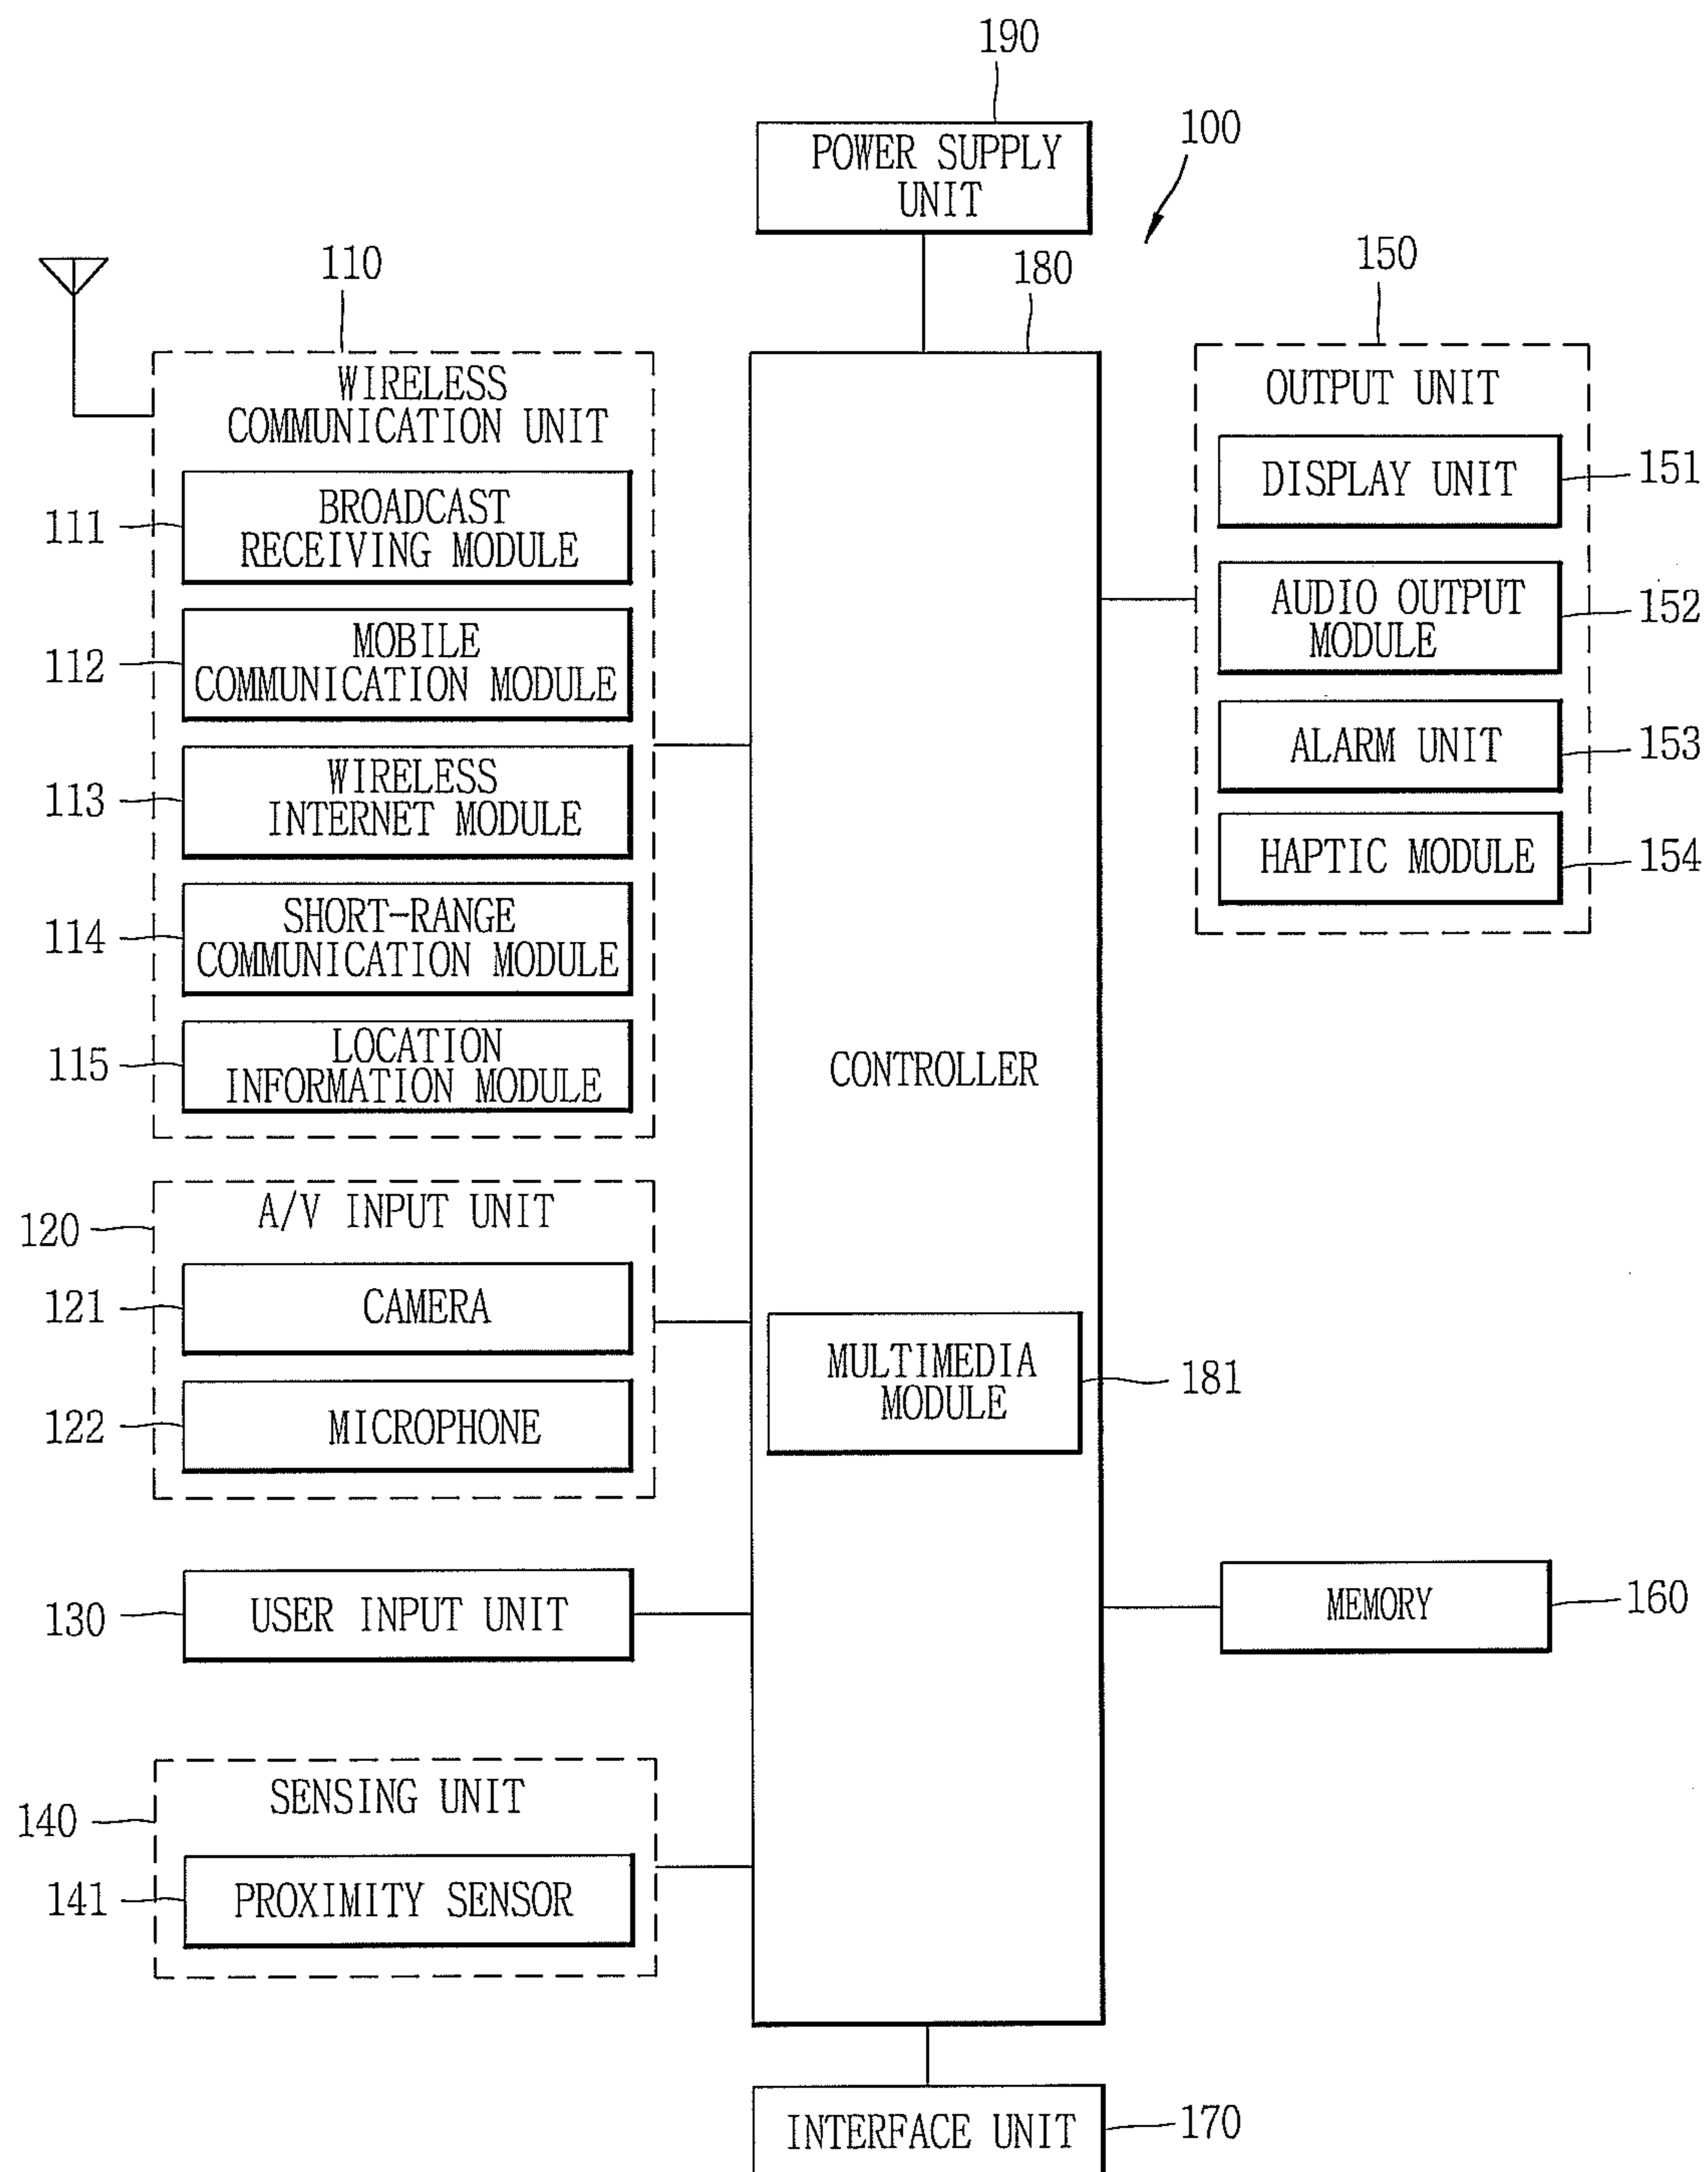 190
100
POWER SUPPLY
UNIT
110
180
150
WIRELESS
COMMUNICATION UNIT
111
BROADCAST
RECEIVING MODULE
112
MOBILE
COMMUNICATION MODULE
113
WIRELESS
INTERNET MODULE
114
SHORT-RANGE
COMMUNICATION MODULE
115
LOCATION
INFORMATION MODULE
120
A/V INPUT UNIT
121
CAMERA
122
MICROPHONE
130
USER INPUT UNIT
140
SENSING UNIT
141
PROXIMITY SENSOR
CONTROLLER
MULTIMEDIA
MODULE
181
OUTPUT UNIT
DISPLAY UNIT
151
AUDIO OUTPUT
MODULE
152
ALARM UNIT
153
HAPTIC MODULE
154
MEMORY
160
INTERFACE UNIT
170